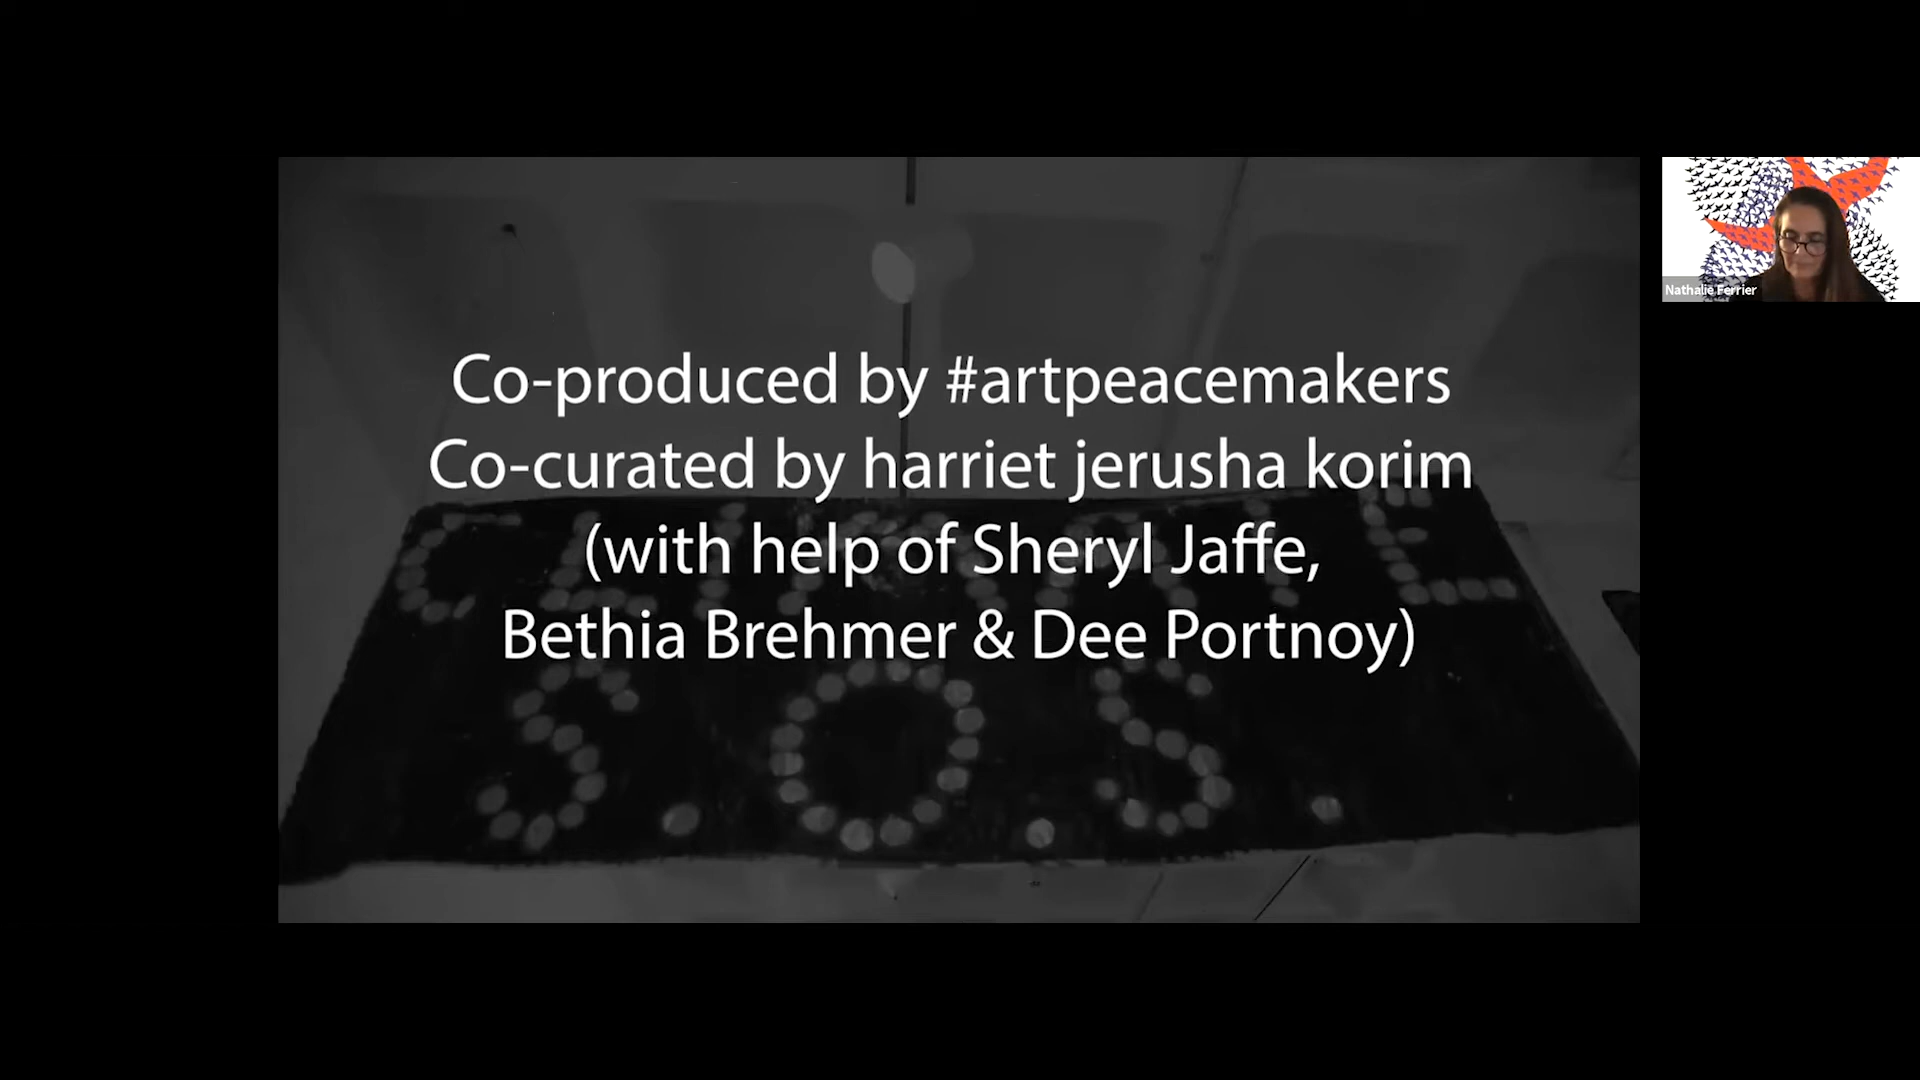 Co-produced by #artpeacemakers
Co-curated by harriet jerusha korim
(with help of Sheryl Jaffe,
Bethia Brehmer & Dee Portnoy)
CLIMATE
S.O.S.
Nathalie Ferrier